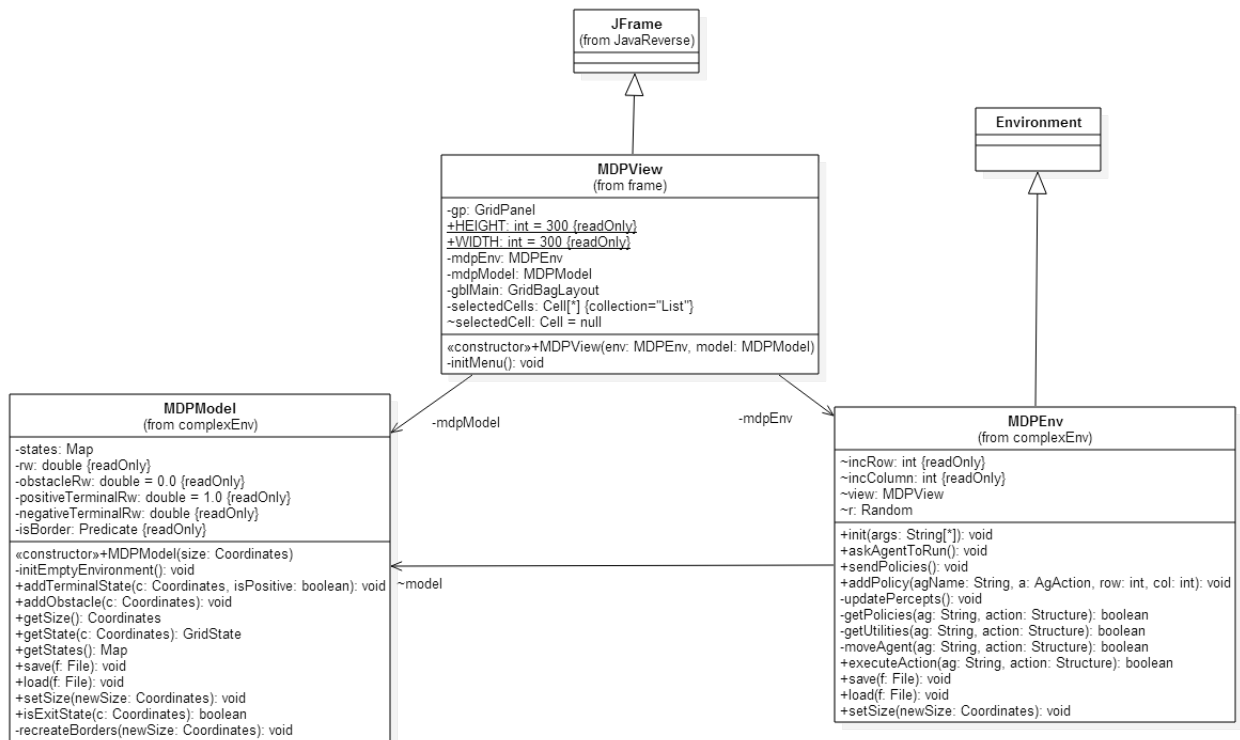 JFrame
(from JavaReverse)
Environment
MDPView
(from frame)
-gp: GridPanel
+HEIGHT: int = 300 {readOnly}
+WIDTH: int = 300 {readOnly}
-mdpEnv: MDPEnv
-mdpModel: MDPModel
-gblMain: GridBagLayout
-selectedCells: Cell[*] {collection="List"}
~selectedCell: Cell = null
«constructor»+MDPView(env: MDPEnv, model: MDPModel)
-initMenu(): void
-mdpModel
-mdpEnv
MDPModel
(from complexEnv)
-states: Map
-rw: double {readOnly}
-obstacleRw: double = 0.0 {readOnly}
-positiveTerminalRw: double = 1.0 {readOnly}
-negativeTerminalRw: double {readOnly}
-isBorder: Predicate {readOnly}
«constructor»+MDPModel(size: Coordinates)
-initEmptyEnvironment(): void
+addTerminalState(c: Coordinates, isPositive: boolean): void
+addObstacle(c: Coordinates): void
+getSize(): Coordinates
+getState(c: Coordinates): GridState
+getStates(): Map
+save(f: File): void
+load(f: File): void
+setSize(newSize: Coordinates): void
+isExitState(c: Coordinates): boolean
-recreateBorders(newSize: Coordinates): void
~model
MDPEnv
(from complexEnv)
~incRow: int {readOnly}
~incColumn: int {readOnly}
~view: MDPView
~r: Random
+init(args: String[*]): void
+askAgentToRun(): void
+sendPolicies(): void
+addPolicy(agName: String, a: AgAction, row: int, col: int): void
-updatePercepts(): void
-getPolicies(ag: String, action: Structure): boolean
-getUtilities(ag: String, action: Structure): boolean
-moveAgent(ag: String, action: Structure): boolean
+executeAction(ag: String, action: Structure): boolean
+save(f: File): void
+load(f: File): void
+setSize(newSize: Coordinates): void